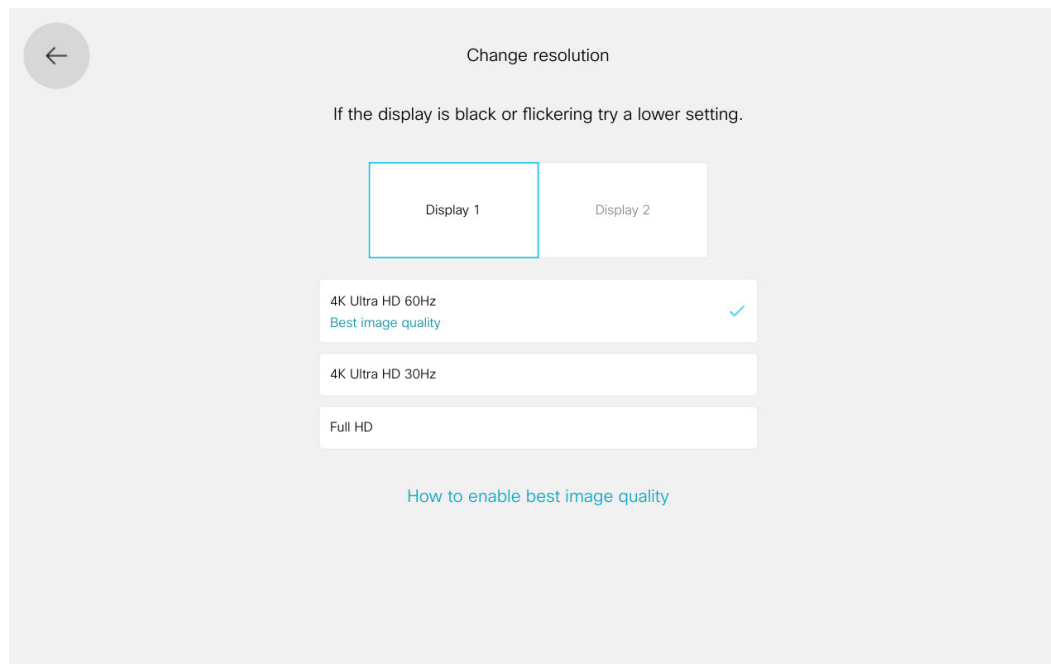 Change resolution
If the display is black or flickering try a lower setting.
Display 1
Display 2
4K Ultra HD 60Hz
Best image quality
4K Ultra HD 30Hz
Full HD
How to enable best image quality